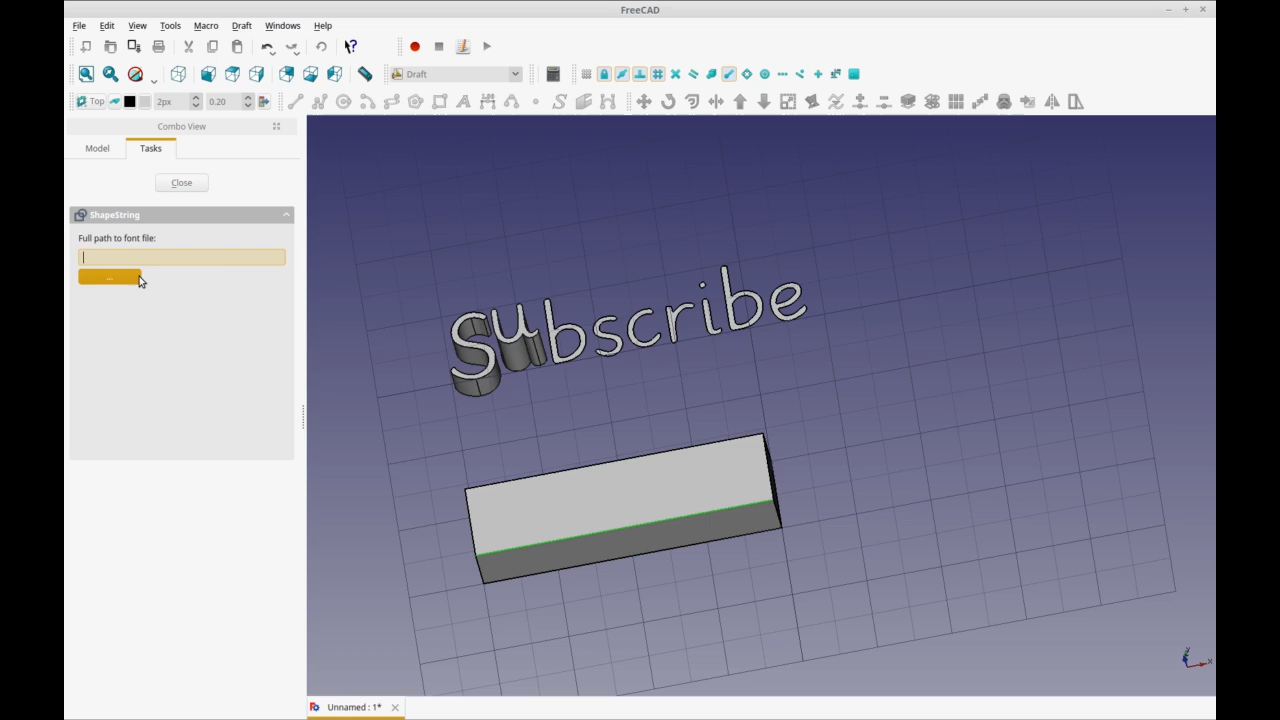 FreeCAD
File Edit View Tools Macro Draft Windows Help
Draft
Top 2px 0.20
Combo View
Model Tasks
Close
ShapeString
Full path to font file:
...
Subscribe
y
x
Unnamed : 1*